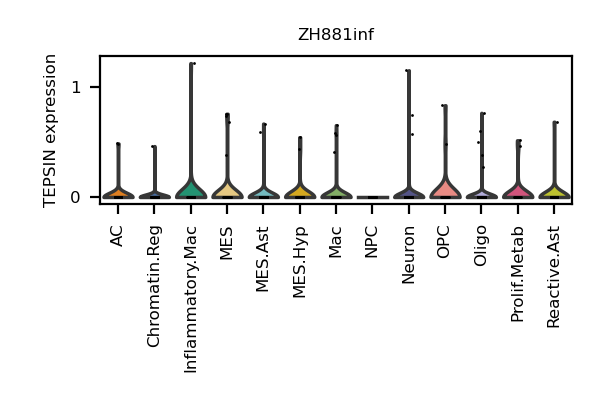 ZH881inf
TEPSIN expression
1
0
AC
Chromatin.Reg
Inflammatory.Mac
MES
MES.Ast
MES.Hyp
Mac
NPC
Neuron
OPC
Oligo
Prolif.Metab
Reactive.Ast